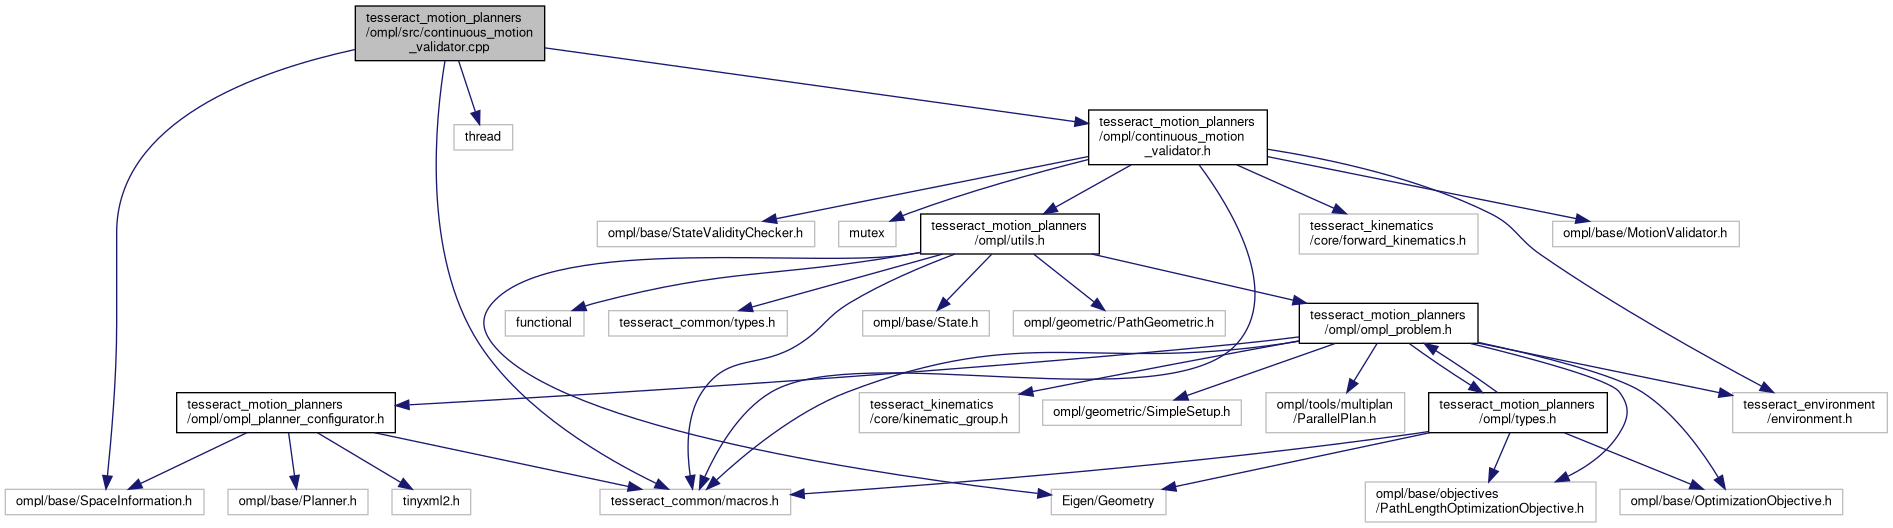 tesseract_motion_planners
/ompl/src/continuous_motion
_validator.cpp
thread
tesseract_motion_planners
/ompl/continuous_motion
_validator.h
ompl/base/StateValidityChecker.h
mutex
tesseract_motion_planners
/ompl/utils.h
tesseract_kinematics
/core/forward_kinematics.h
ompl/base/MotionValidator.h
functional
tesseract_common/types.h
ompl/base/State.h
ompl/geometric/PathGeometric.h
tesseract_motion_planners
/ompl/ompl_problem.h
tesseract_motion_planners
/ompl/ompl_planner_configurator.h
tesseract_kinematics
/core/kinematic_group.h
ompl/geometric/SimpleSetup.h
ompl/tools/multiplan
/ParallelPlan.h
tesseract_motion_planners
/ompl/types.h
tesseract_environment
/environment.h
ompl/base/SpaceInformation.h
ompl/base/Planner.h
tinyxml2.h
tesseract_common/macros.h
Eigen/Geometry
ompl/base/objectives
/PathLengthOptimizationObjective.h
ompl/base/OptimizationObjective.h